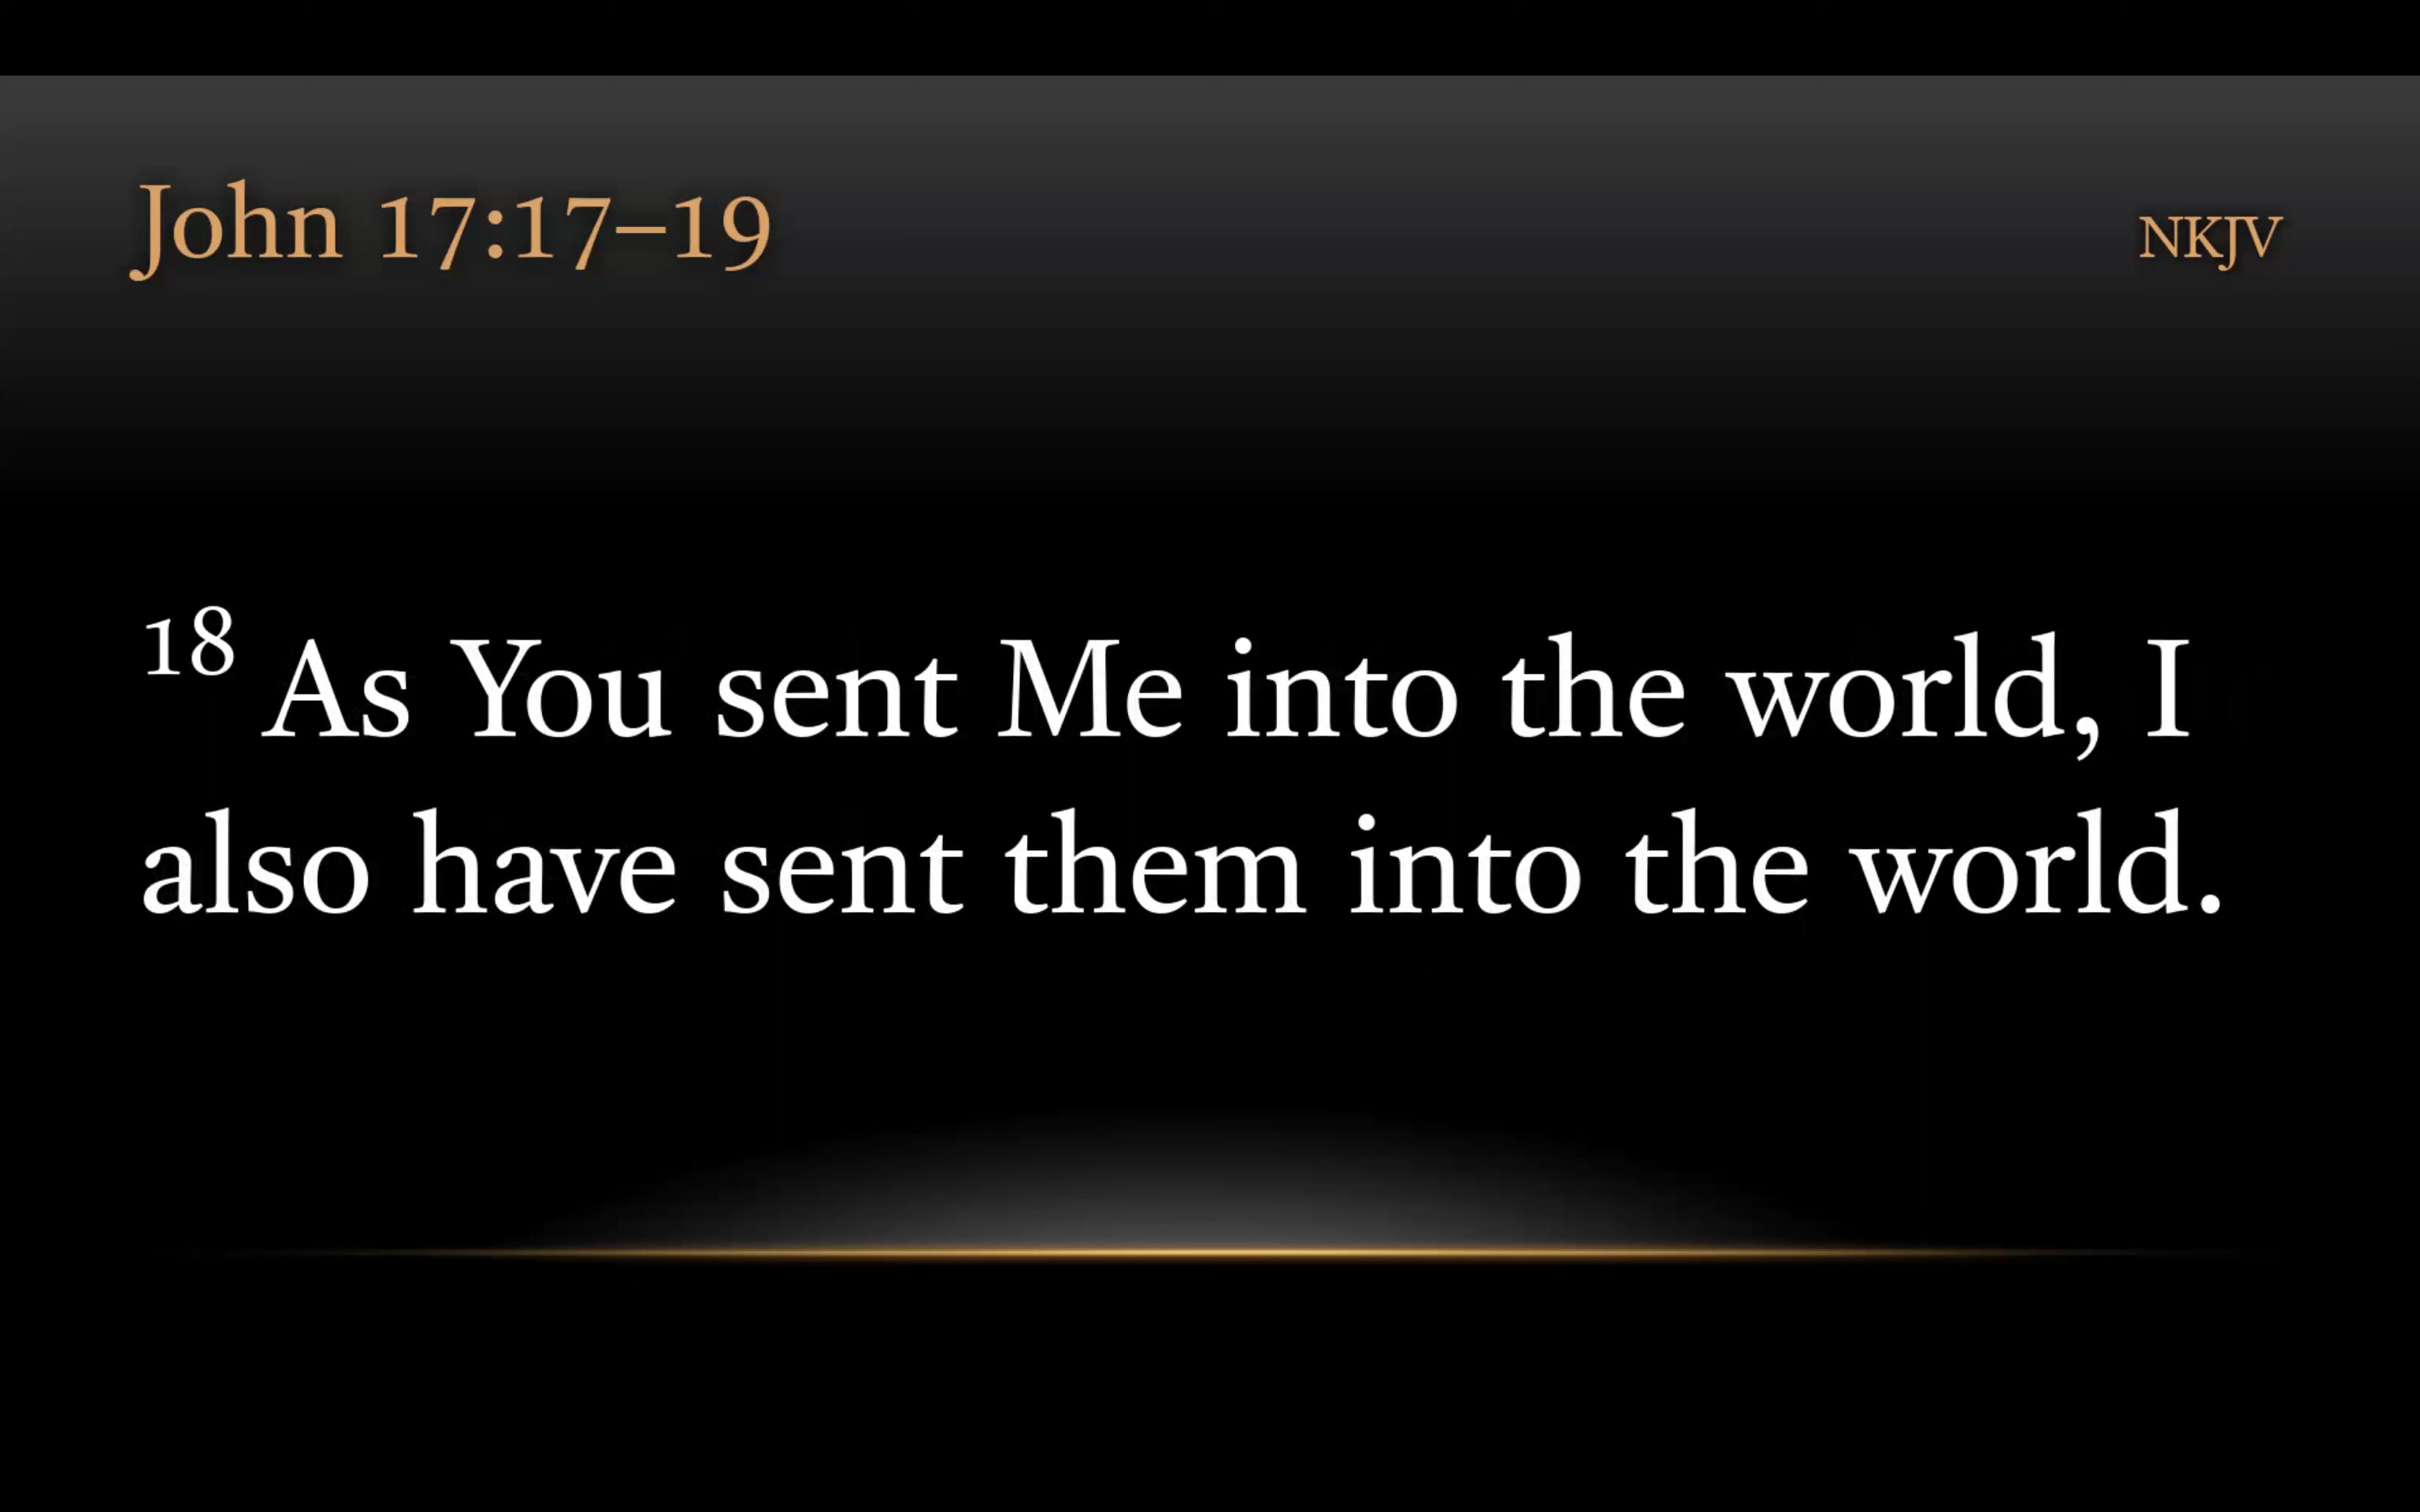 John 17:17–19
NKJV
18 As You sent Me into the world, I
also have sent them into the world.